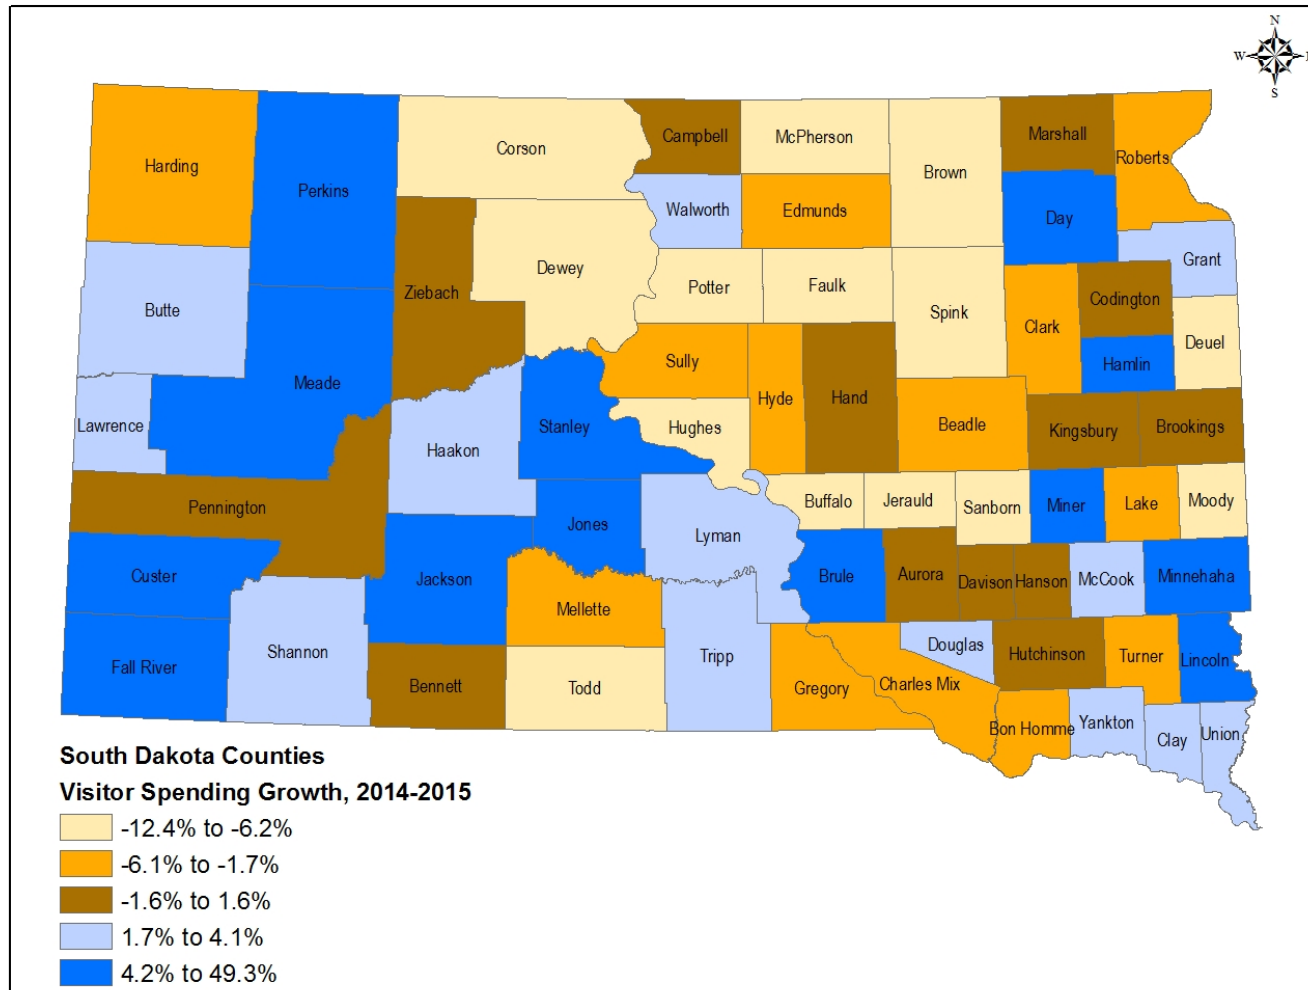 N
W
E
S
Harding
Perkins
Corson
Campbell
McPherson
Brown
Marshall
Roberts
Walworth
Edmunds
Day
Grant
Butte
Ziebach
Dewey
Potter
Faulk
Spink
Clark
Codington
Deuel
Hamlin
Meade
Sully
Hyde
Hand
Beadle
Kingsbury
Brookings
Lawrence
Haakon
Stanley
Hughes
Pennington
Jones
Lyman
Buffalo
Jerauld
Sanborn
Miner
Lake
Moody
Custer
Jackson
Mellette
Brule
Aurora
Davison
Hanson
McCook
Minnehaha
Fall River
Shannon
Bennett
Todd
Tripp
Gregory
Charles Mix
Douglas
Hutchinson
Turner
Lincoln
Bon Homme
Yankton
Clay
Union
South Dakota Counties
Visitor Spending Growth, 2014-2015
-12.4% to -6.2%
-6.1% to -1.7%
-1.6% to 1.6%
1.7% to 4.1%
4.2% to 49.3%